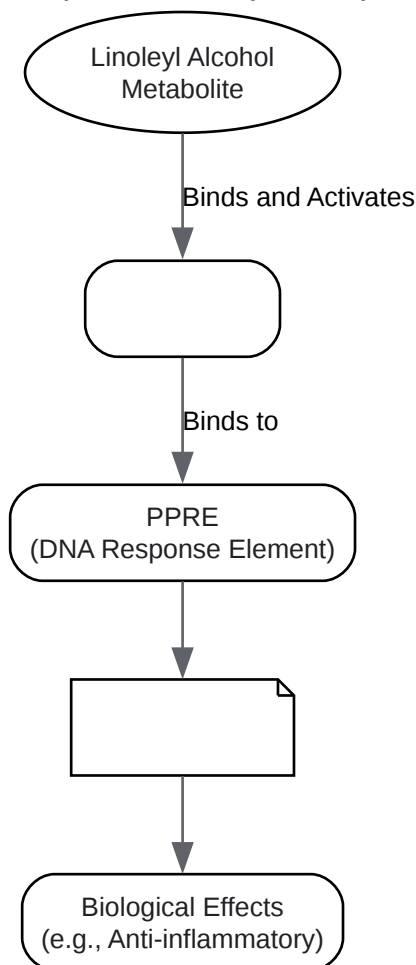 Linoleyl Alcohol
Metabolite
Binds and Activates
Binds to
PPRE
(DNA Response Element)
Biological Effects
(e.g., Anti-inflammatory)